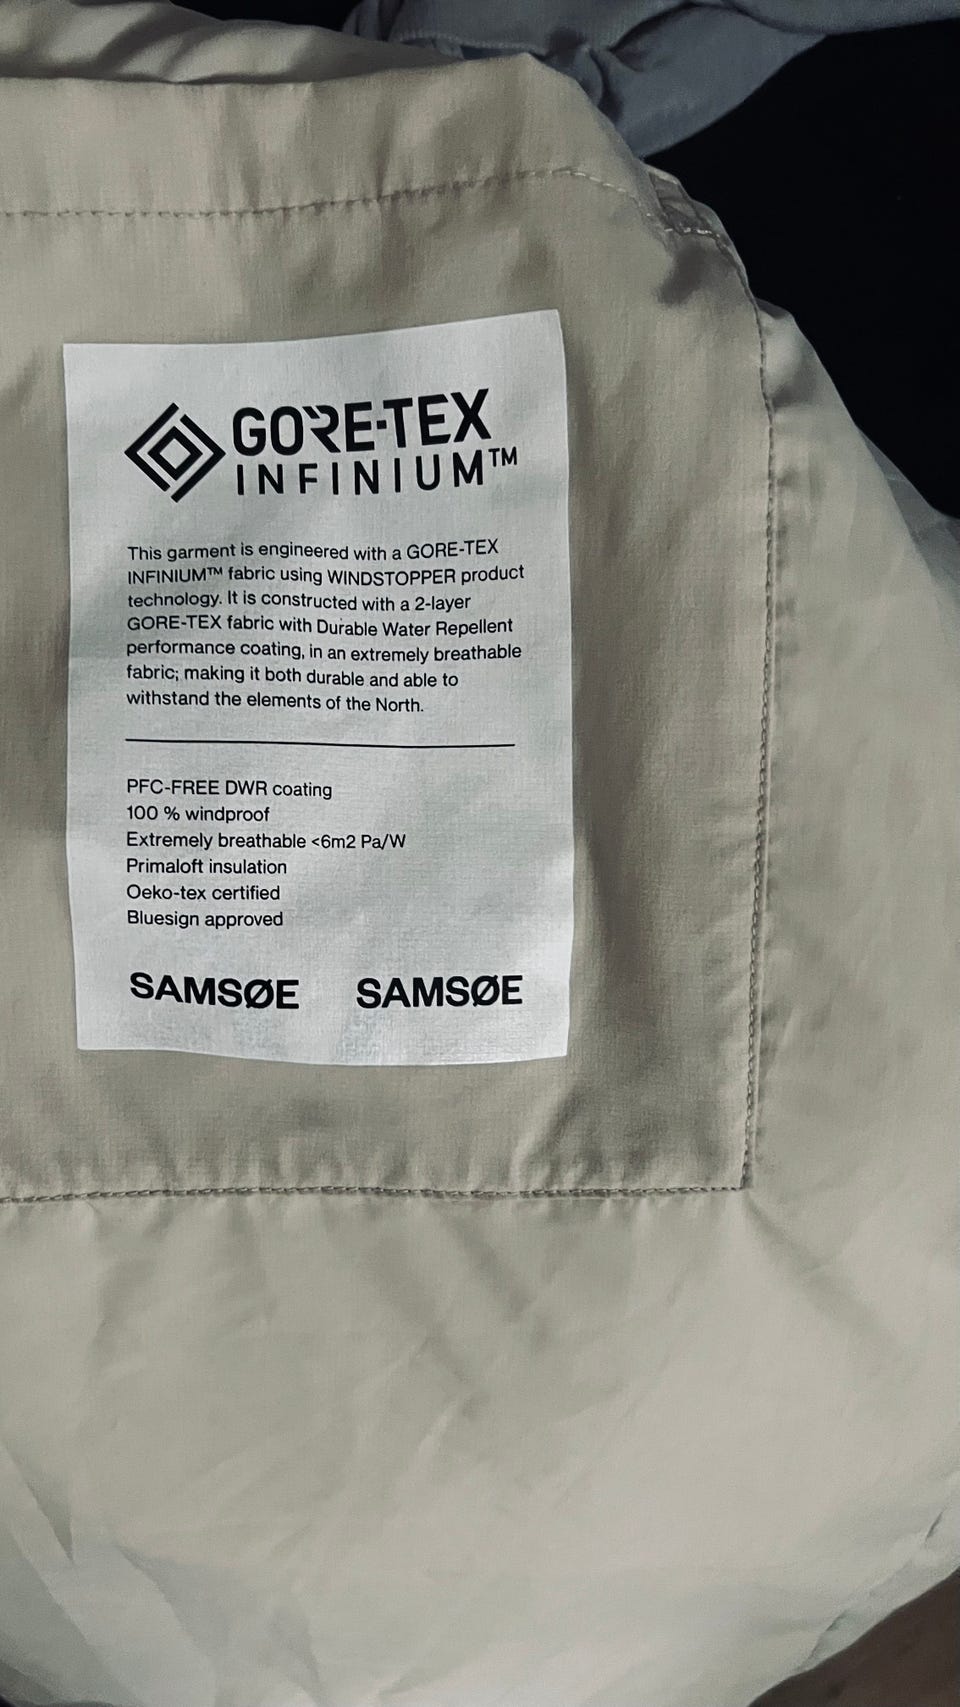 GORE-TEX
INFINIUM™
This garment is engineered with a GORE-TEX
INFINIUM™ fabric using WINDSTOPPER product
technology. It is constructed with a 2-layer
GORE-TEX fabric with Durable Water Repellent
performance coating, in an extremely breathable
fabric; making it both durable and able to
withstand the elements of the North.
PFC-FREE DWR coating
100 % windproof
Extremely breathable <6m2 Pa/W
Primaloft insulation
Oeko-tex certified
Bluesign approved
SAMSØE SAMSØE